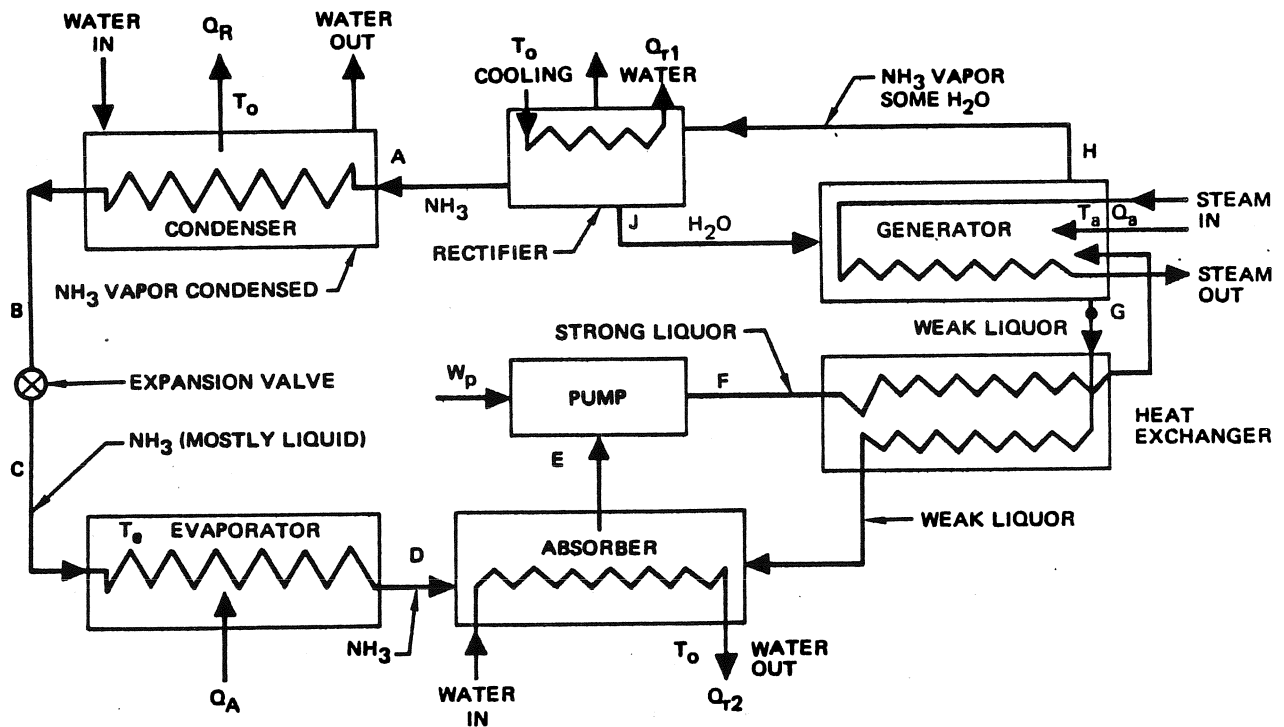 WATER
IN
Q_R
WATER
OUT
T_o
T_o
COOLING
Q_r1
WATER
NH3 VAPOR
SOME H2O
H
A
NH3
CONDENSER
RECTIFIER
J
H2O
GENERATOR
T_a
Q_a
STEAM
IN
STEAM
OUT
NH3 VAPOR CONDENSED
B
G
WEAK LIQUOR
STRONG LIQUOR
EXPANSION VALVE
W_p
PUMP
F
HEAT
EXCHANGER
NH3 (MOSTLY LIQUID)
C
E
WEAK LIQUOR
T_e
EVAPORATOR
D
ABSORBER
NH3
Q_A
WATER
IN
T_o
WATER
OUT
Q_r2